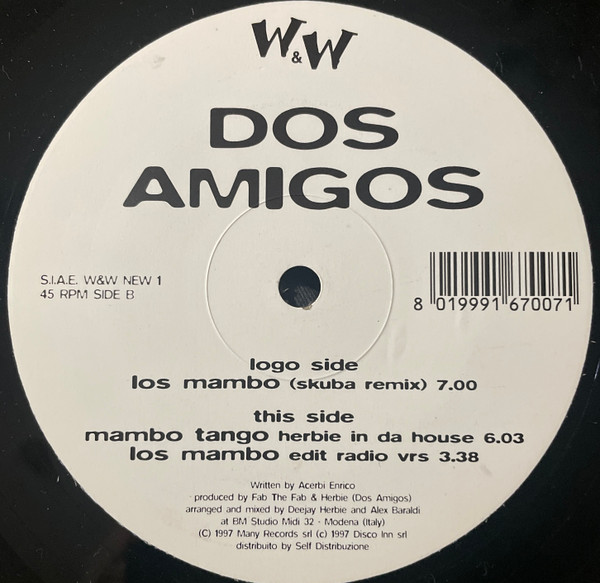 W&W
DOS
AMIGOS
S.I.A.E. W&W NEW 1
45 RPM SIDE B
8 019991 670071
logo side
los mambo (skuba remix) 7.00
this side
mambo tango herbie in da house 6.03
los mambo edit radio vrs 3.38
Written by Acerbi Enrico
produced by Fab The Fab & Herbie (Dos Amigos)
arranged and mixed by Deejay Herbie and Alex Baraldi
at BM Studio Midi 32 - Modena (Italy)
(C) 1997 Many Records srl (c) 1997 Disco Inn srl
distribuito by Self Distribuzione